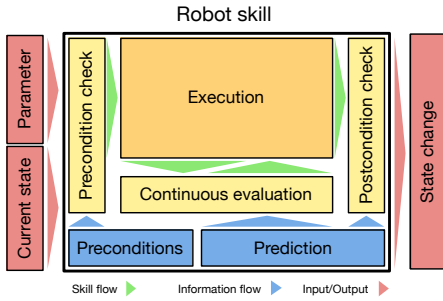 Robot skill
Parameter
Current state
Precondition check
Execution
Continuous evaluation
Postcondition check
State change
Preconditions
Prediction
Skill flow
Information flow
Input/Output